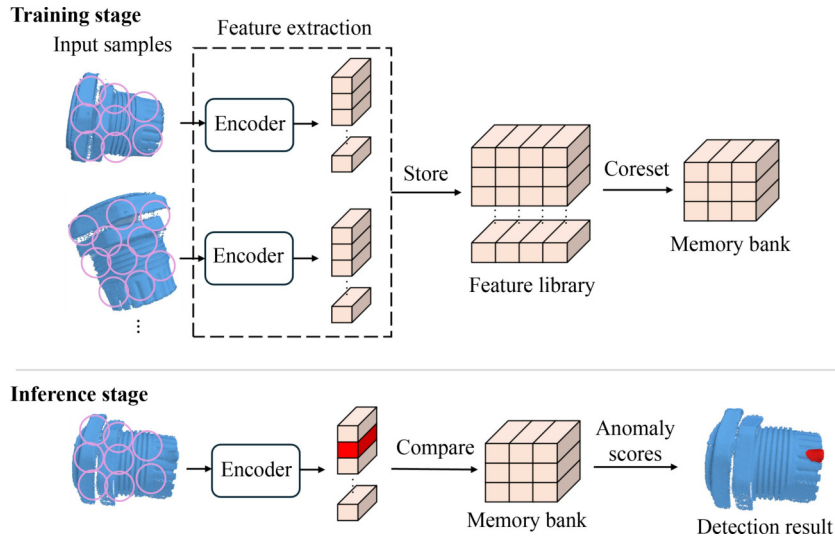 Training stage
Input samples
Feature extraction
Encoder
Store
Coreset
Encoder
Feature library
Memory bank
Inference stage
Encoder
Compare
Memory bank
Anomaly
scores
Detection result